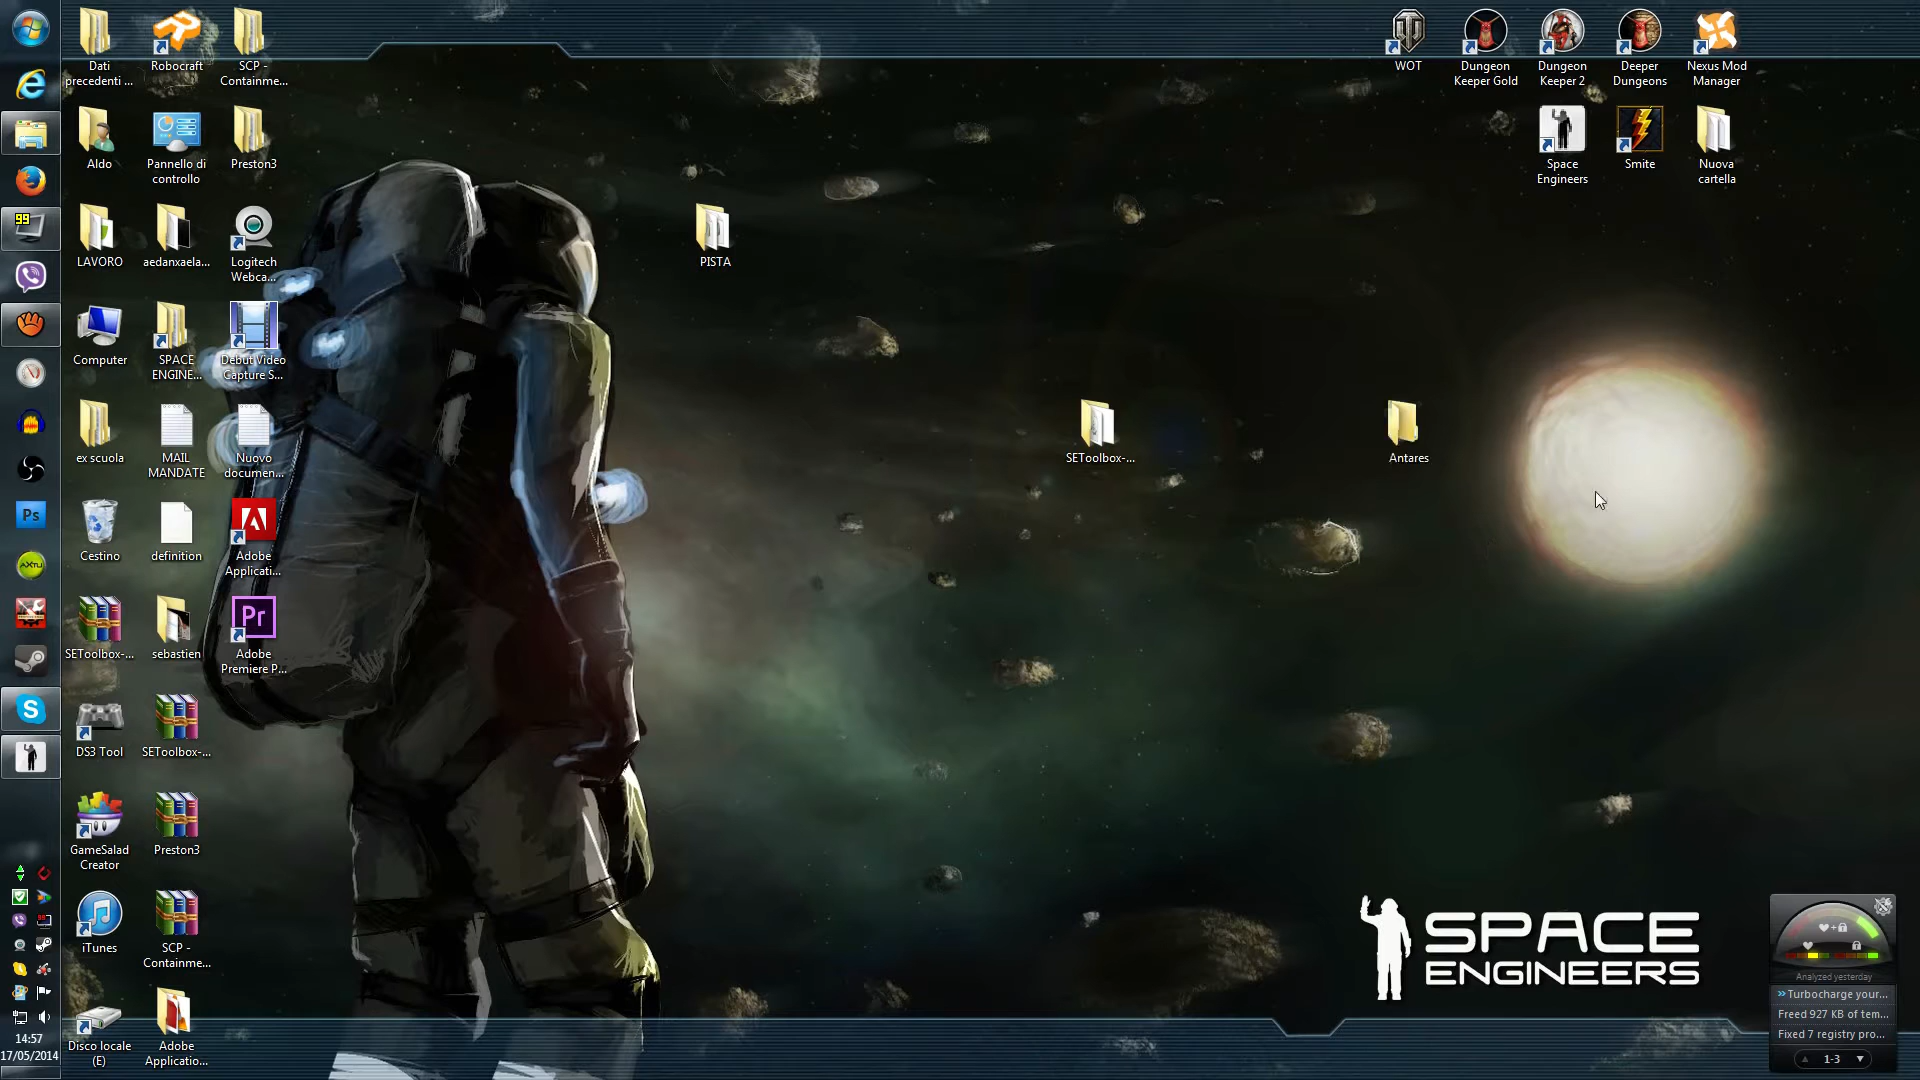 Dati
precedenti ...
Robocraft
SCP -
Containme...
WOT
Dungeon
Keeper Gold
Dungeon
Keeper 2
Deeper
Dungeons
Nexus Mod
Manager
Aldo
Pannello di
controllo
Preston3
Space
Engineers
Smite
Nuova
cartella
99
LAVORO
aedanxaela...
Logitech
Webca...
PISTA
Computer
SPACE
ENGINE...
Debut Video
Capture S...
ex scuola
MAIL
MANDATE
Nuovo
documen...
SEToolbox-...
Antares
Ps
Cestino
definition
Adobe
Applicati...
AXTU
SEToolbox-...
sebastien
Pr
Adobe
Premiere P...
DS3 Tool
SEToolbox-...
GameSalad
Creator
Preston3
iTunes
SCP -
Containme...
SPACE
ENGINEERS
Analyzed yesterday
Turbocharge your...
Freed 927 KB of tem...
Fixed 7 registry pro...
1-3
14:57
17/05/2014
Disco locale
(E)
Adobe
Applicatio...